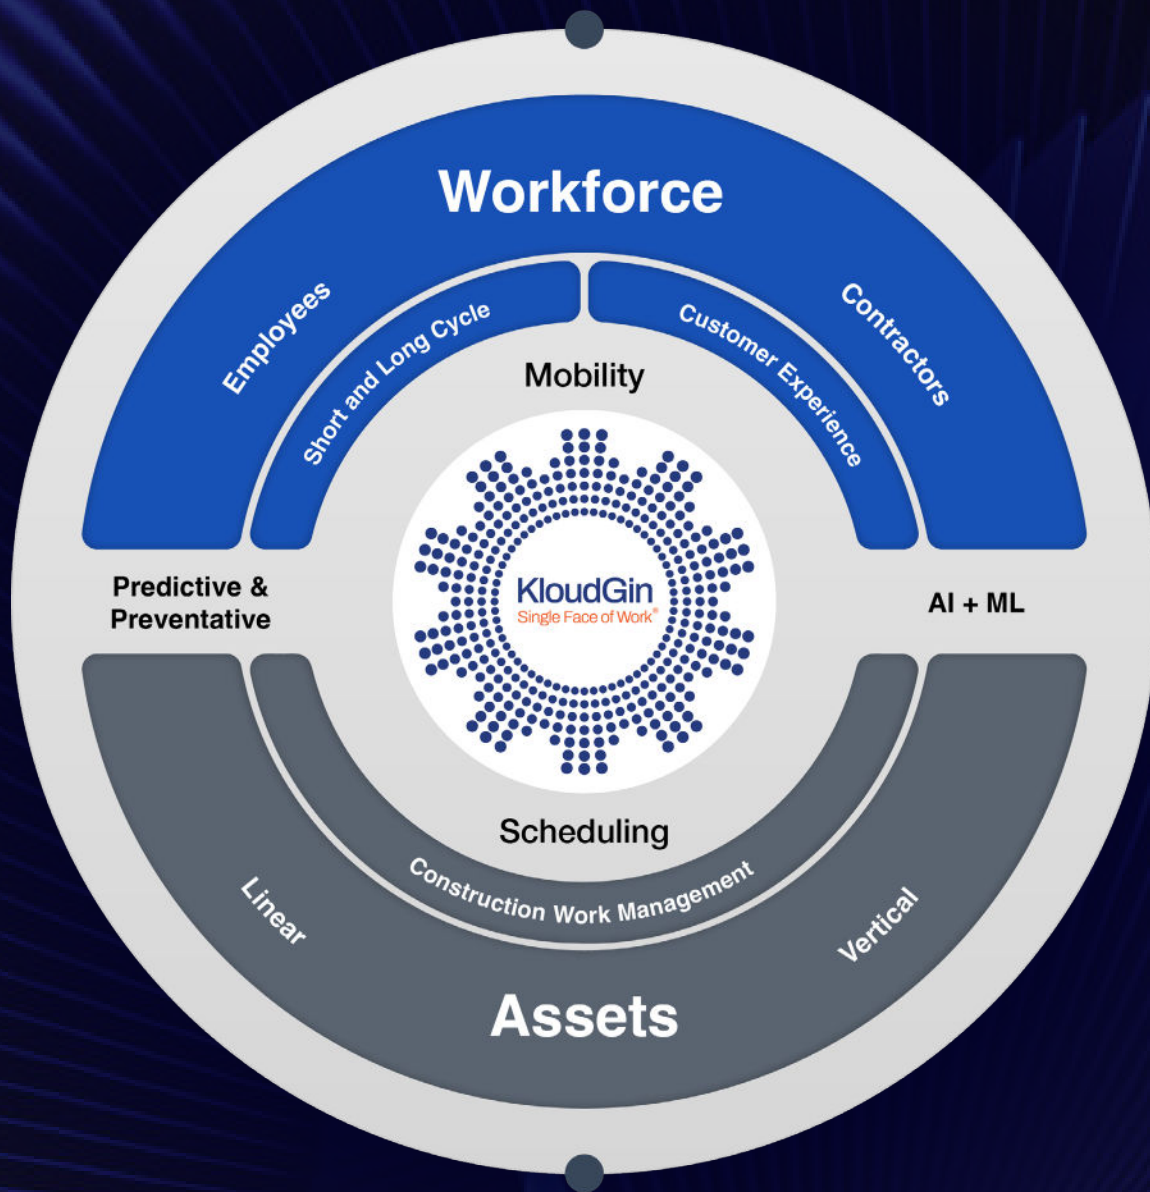 Workforce
Employees
Contractors
Short and Long Cycle
Customer Experience
Mobility
Predictive &
Preventative
KloudGin
Single Face of Work®
AI + ML
Scheduling
Construction Work Management
Linear
Vertical
Assets